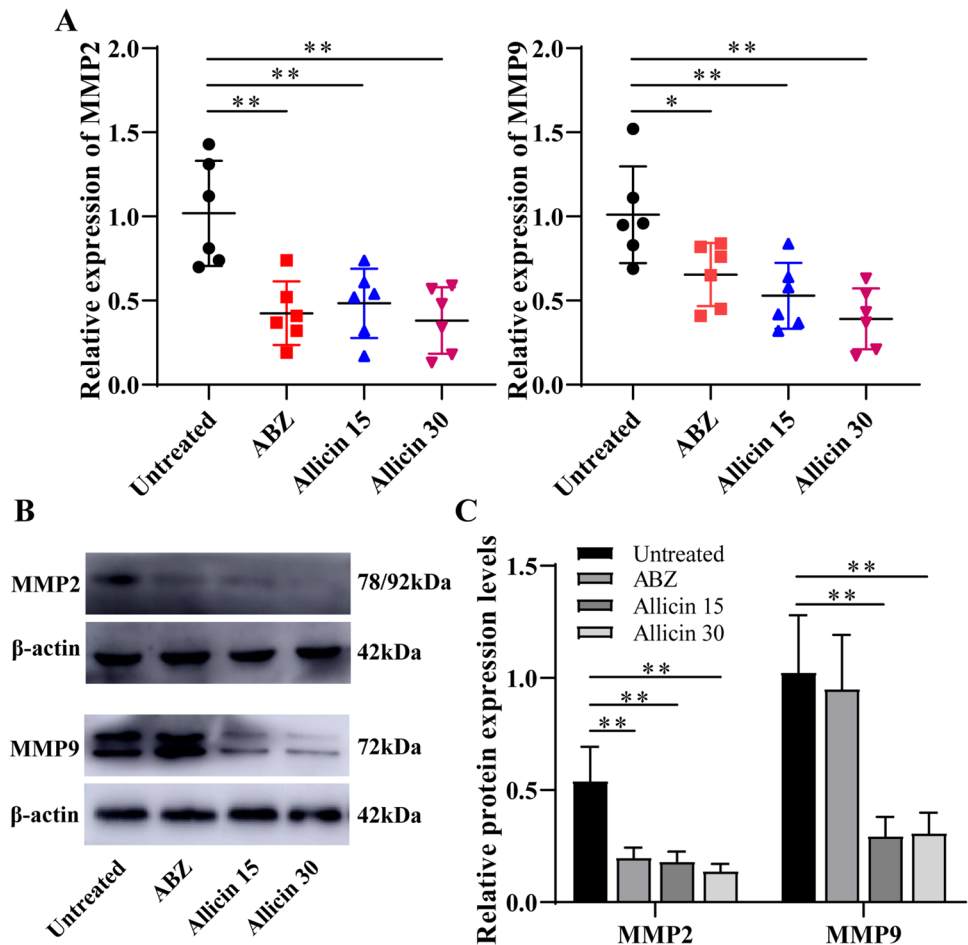 A
Relative expression of MMP2
2.0
1.5
1.0
0.5
0.0
**
**
**
Untreated
ABZ
Allicin 15
Allicin 30
Relative expression of MMP9
2.0
1.5
1.0
0.5
0.0
**
**
*
Untreated
ABZ
Allicin 15
Allicin 30
B
MMP2
78/92kDa
β-actin
42kDa
MMP9
72kDa
β-actin
42kDa
Untreated
ABZ
Allicin 15
Allicin 30
C
Relative protein expression levels
1.5
1.0
0.5
0.0
Untreated
ABZ
Allicin 15
Allicin 30
**
**
**
**
**
MMP2
MMP9